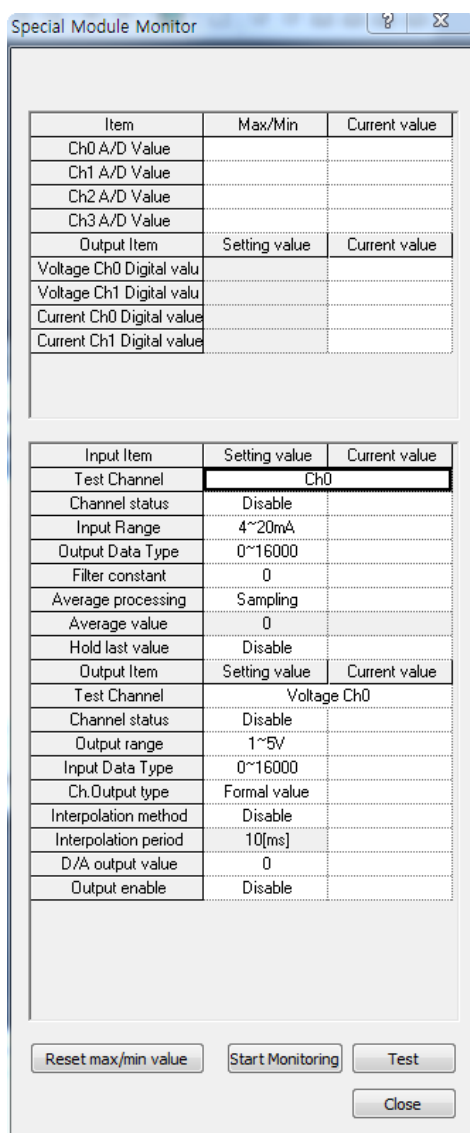 Special Module Monitor
Item Max/Min Current value
Ch0 A/D Value
Ch1 A/D Value
Ch2 A/D Value
Ch3 A/D Value
Output Item Setting value Current value
Voltage Ch0 Digital valu
Voltage Ch1 Digital valu
Current Ch0 Digital value
Current Ch1 Digital value
Input Item Setting value Current value
Test Channel Ch0
Channel status Disable
Input Range 4~20mA
Output Data Type 0~16000
Filter constant 0
Average processing Sampling
Average value 0
Hold last value Disable
Output Item Setting value Current value
Test Channel Voltage Ch0
Channel status Disable
Output range 1~5V
Input Data Type 0~16000
Ch.Output type Formal value
Interpolation method Disable
Interpolation period 10[ms]
D/A output value 0
Output enable Disable
Reset max/min value Start Monitoring Test
Close